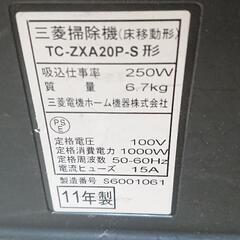 三菱掃除機(床移動形)
TC-ZXA20P-S形
吸込仕事率 250W
質量 6.7kg
三菱電機ホーム機器株式会社
PSE
定格電圧 100V
定格消費電力 1000W
定格周波数 50-60Hz
電流ヒューズ 15A
製造番号 S6001061
11年製